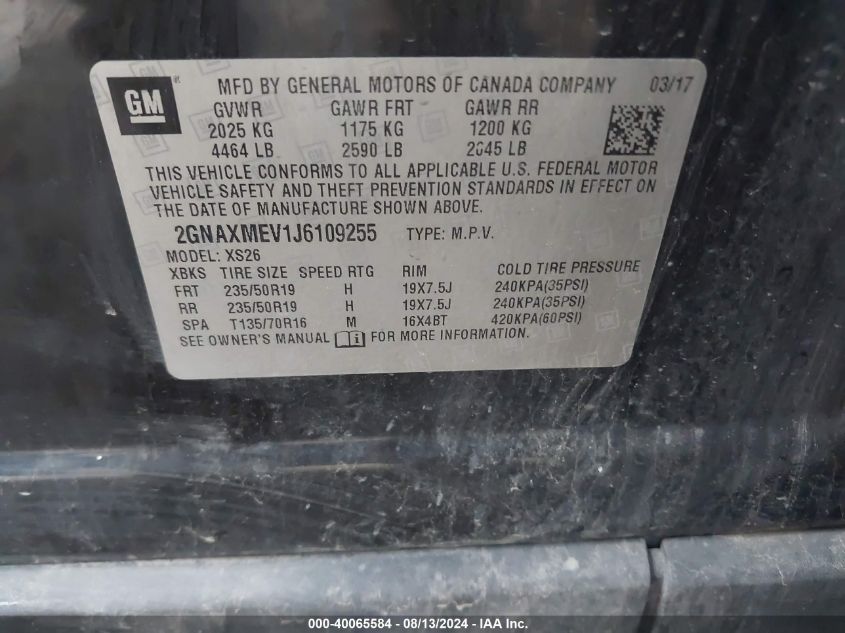 GM MFD BY GENERAL MOTORS OF CANADA COMPANY 03/17
GVWR GAWR FRT GAWR RR
2025 KG 1175 KG 1200 KG
4464 LB 2590 LB 2645 LB
THIS VEHICLE CONFORMS TO ALL APPLICABLE U.S. FEDERAL MOTOR
VEHICLE SAFETY AND THEFT PREVENTION STANDARDS IN EFFECT ON
THE DATE OF MANUFACTURE SHOWN ABOVE.
2GNAXMEV1J6109255 TYPE: M.P.V.
MODEL: XS26
XBKS TIRE SIZE SPEED RTG RIM COLD TIRE PRESSURE
FRT 235/50R19 H 19X7.5J 240KPA(35PSI)
RR 235/50R19 H 19X7.5J 240KPA(35PSI)
SPA T135/70R16 M 16X4BT 420KPA(60PSI)
SEE OWNER'S MANUAL i FOR MORE INFORMATION.
000-40065584 - 08/13/2024 - IAA Inc.